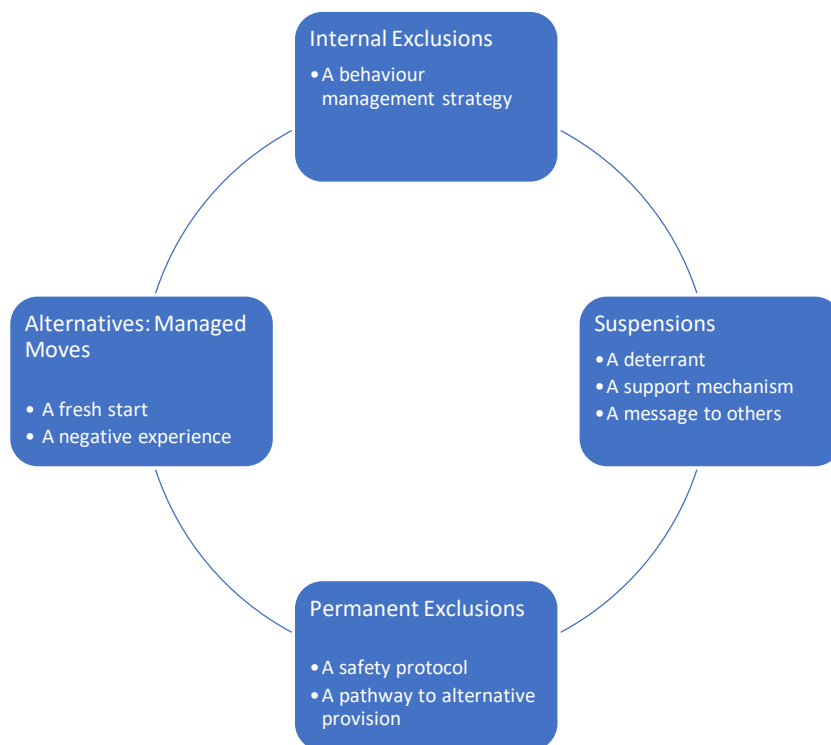 Internal Exclusions
• A behaviour
management strategy
Alternatives: Managed
Moves
• A fresh start
• A negative experience
Suspensions
• A deterrant
• A support mechanism
• A message to others
Permanent Exclusions
• A safety protocol
• A pathway to alternative
provision